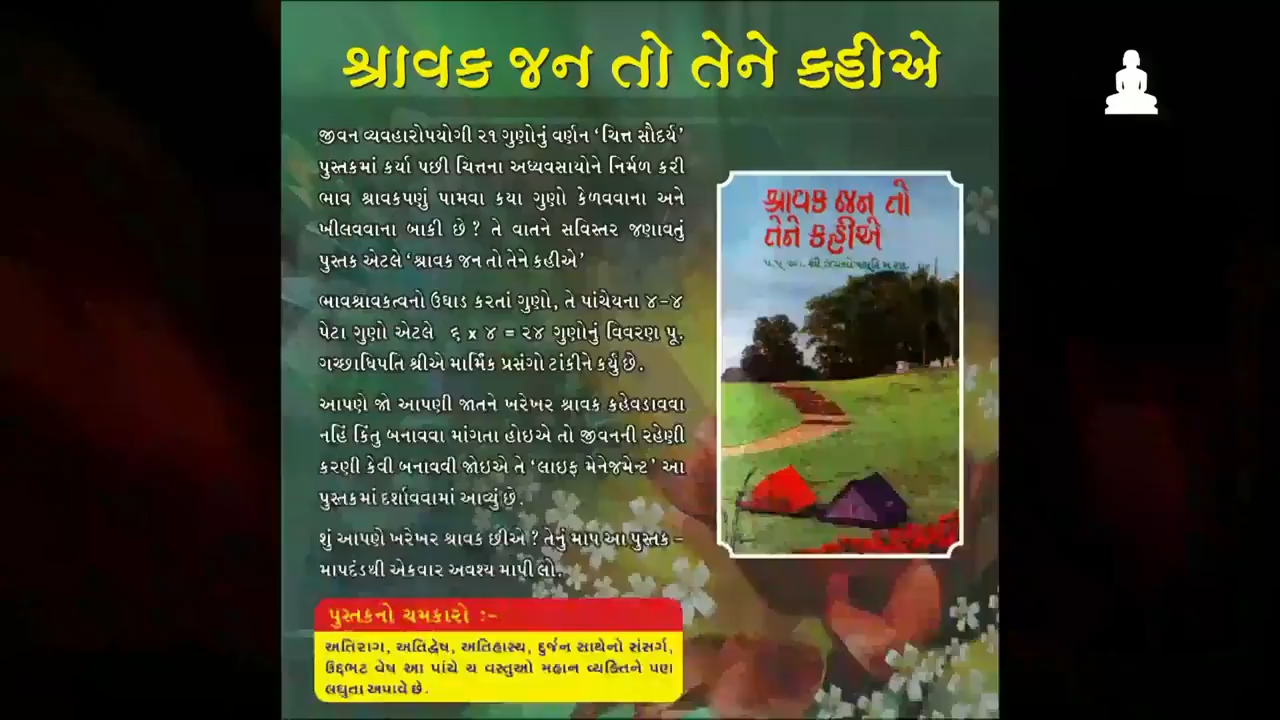 શ્રાવક જન તો તેને કહીએ
જીવન વ્યવહારોપયોગી ૨૧ ગુણોનું વર્ણન ‘ચિત્ત સૌદર્ય’
પુસ્તકમાં કર્યા પછી ચિત્તના અધ્યવસાયોને નિર્મળ કરી
ભાવ શ્રાવકપણું પામવા કયા ગુણો કેળવવાના અને
ખીલવવાના બાકી છે ? તે વાતને સવિસ્તર જણાવતું
પુસ્તક એટલે ‘શ્રાવક જન તો તેને કહીએ’
ભાવશ્રાવકત્વનો ઉઘાડ કરતાં ગુણો, તે પાંચેયના ૪-૪
પેટા ગુણો એટલે ૬ x ૪ = ૨૪ ગુણોનું વિવરણ પૂ.
ગચ્છાધિપતિ શ્રીએ માર્મિક પ્રસંગો ટાંકીને કર્યું છે.
આપણે જો આપણી જાતને ખરેખર શ્રાવક કહેવડાવવા
નહિં કિંતુ બનાવવા માંગતા હોઇએ તો જીવનની રહેણી
કરણી કેવી બનાવવી જોઇએ તે ‘લાઇફ મેનેજમેન્ટ’ આ
પુસ્તકમાં દર્શાવવામાં આવ્યું છે.
શું આપણે ખરેખર શ્રાવક છીએ ? તેનું માપ આ પુસ્તક -
માપદંડથી એકવાર અવશ્ય માપી લો.
પુસ્તકનો ચમકારો :-
અતિરાગ, અતિદ્વેષ, અતિહાસ્ય, દુર્જન સાથેનો સંસર્ગ,
ઉદ્દભટ વેષ આ પાંચે ય વસ્તુઓ મહાન વ્યક્તિને પણ
લઘુતા અપાવે છે.
શ્રાવક જન તો
તેને કહીએ